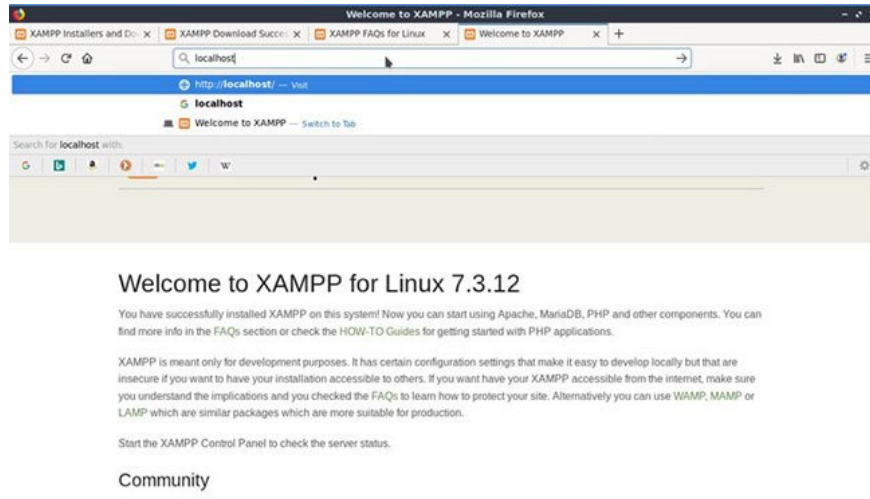 Welcome to XAMPP - Mozilla Firefox
XAMPP Installers and Do
XAMPP Download Succes
XAMPP FAQs for Linux
Welcome to XAMPP
localhost
http://localhost/ — Visit
localhost
Welcome to XAMPP — Switch to Tab
Search for localhost with:
Welcome to XAMPP for Linux 7.3.12
You have successfully installed XAMPP on this system! Now you can start using Apache, MariaDB, PHP and other components. You can
find more info in the FAQs section or check the HOW-TO Guides for getting started with PHP applications.
XAMPP is meant only for development purposes. It has certain configuration settings that make it easy to develop locally but that are
insecure if you want to have your installation accessible to others. If you want have your XAMPP accessible from the internet, make sure
you understand the implications and you checked the FAQs to learn how to protect your site. Alternatively you can use WAMP, MAMP or
LAMP which are similar packages which are more suitable for production.
Start the XAMPP Control Panel to check the server status.
Community